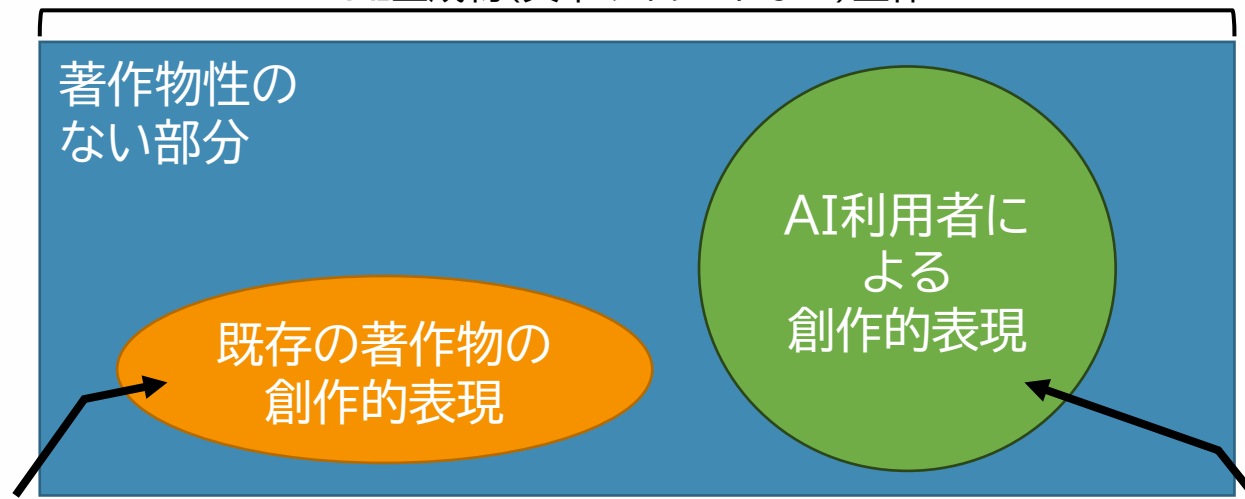 著作物性の
ない部分
AI利用者に
よる
創作的表現
既存の著作物の
創作的表現